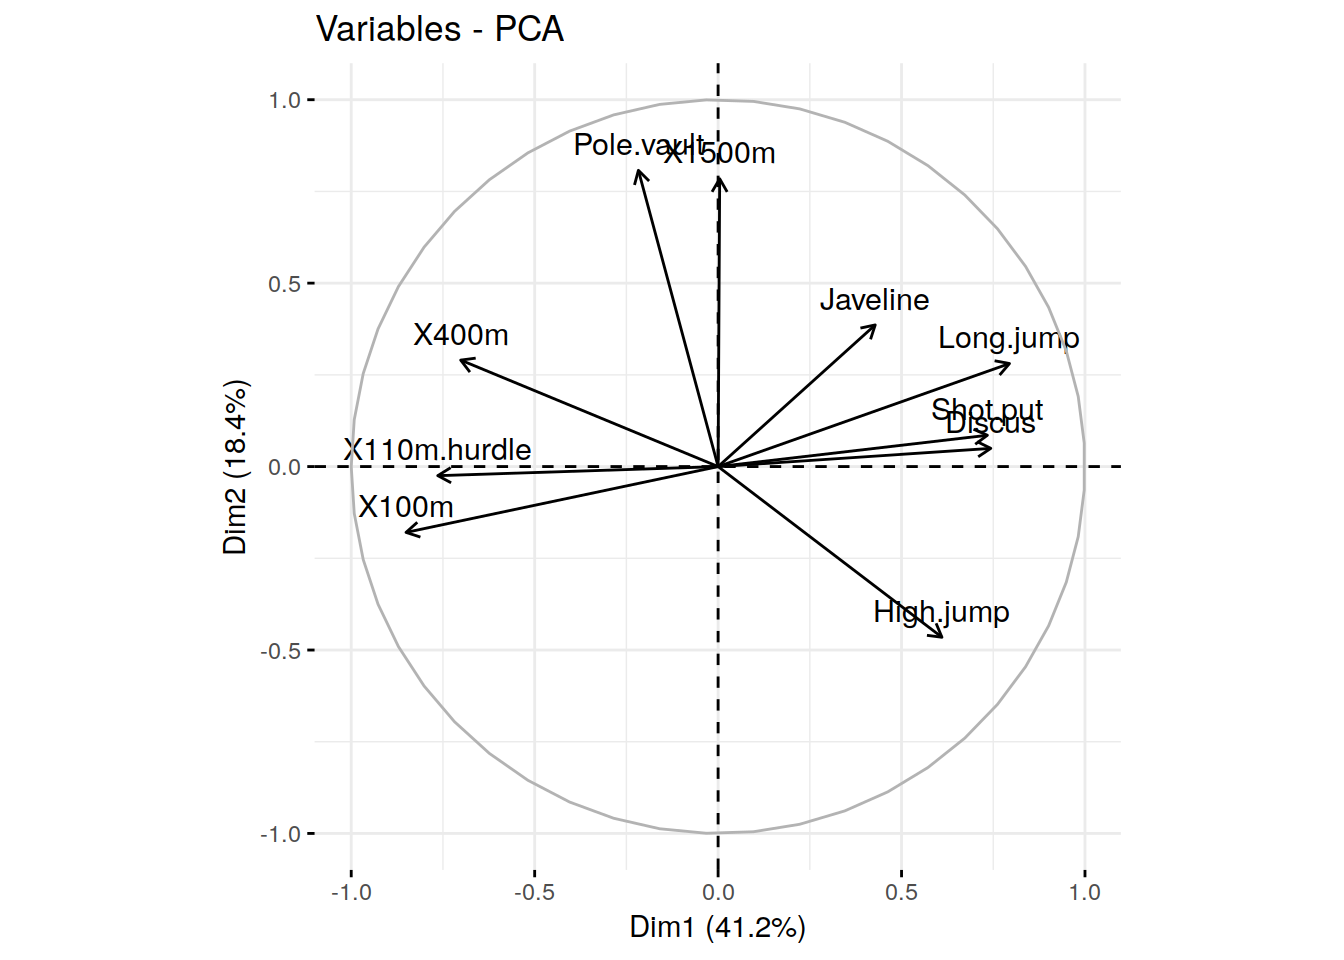 Variables - PCA
1.0
Pole.vault
X1500m
0.5
Javeline
X400m
Long.jump
Shot.put
Discus
X110m.hurdle
0.0
X100m
High.jump
-0.5
-1.0
Dim2 (18.4%)
-1.0 -0.5 0.0 0.5 1.0
Dim1 (41.2%)